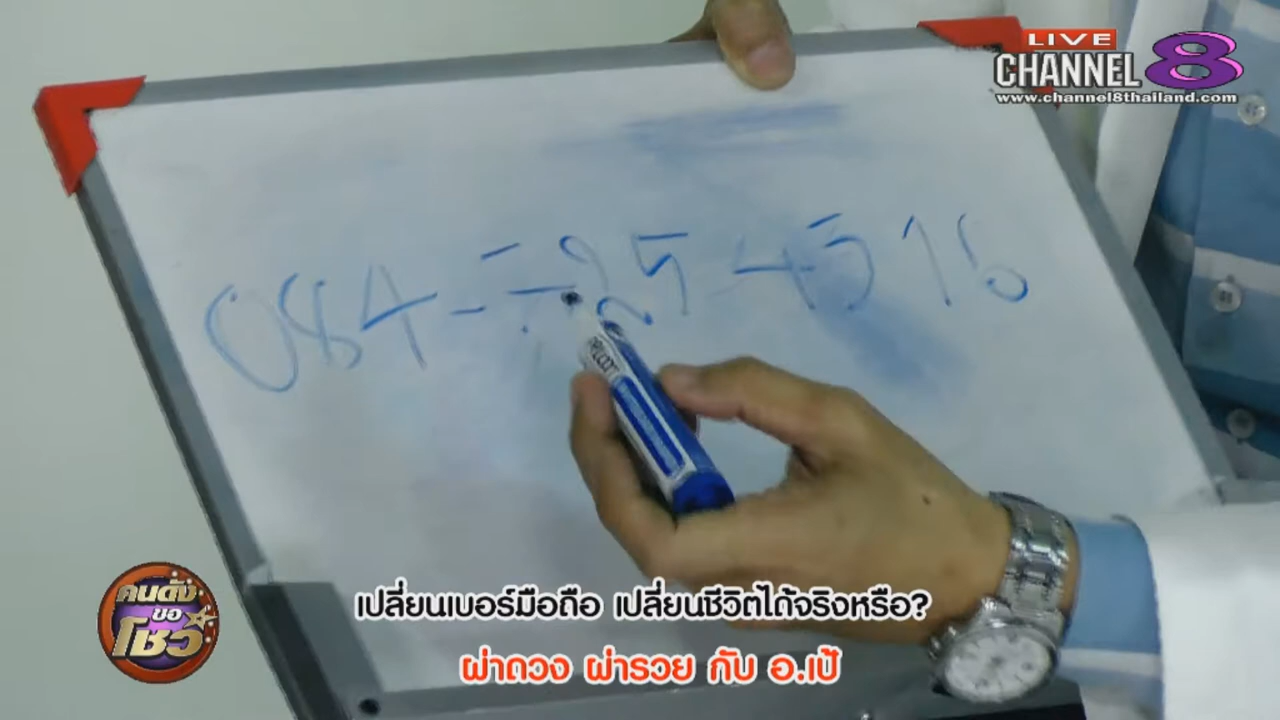 LIVE
CHANNEL 8
www.channel8thailand.com
084-7254516
PILOT
คนดัง
ขอ
โชว์
เปลี่ยนเบอร์มือถือ เปลี่ยนชีวิตได้จริงหรือ?
ผ่าดวง ผ่ารวย กับ อ.เป้